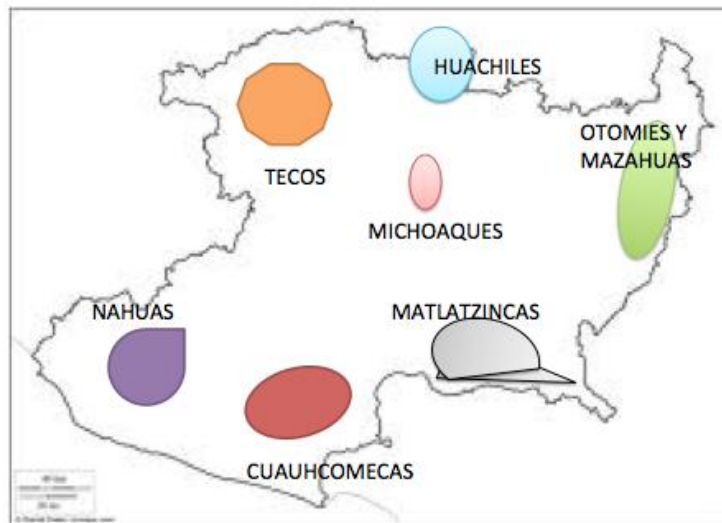 HUACHILES
OTOMIES Y
MAZAHUAS
TECOS
MICHOAQUES
NAHUAS
MATLATZINCAS
CUAUHCOMECAS